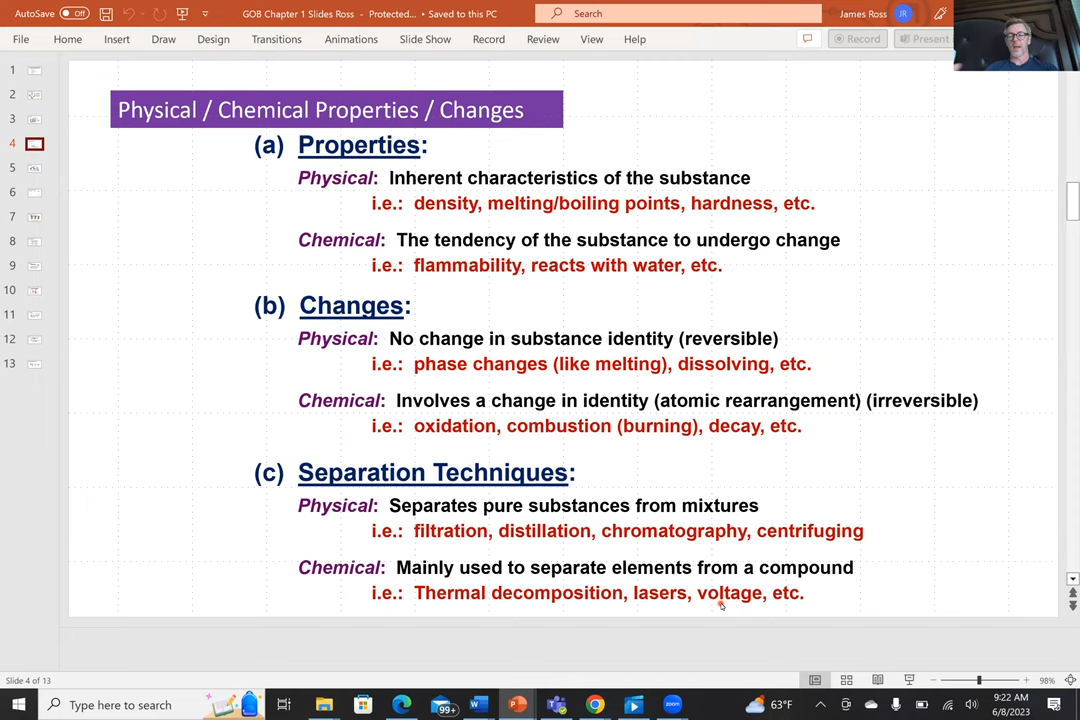 AutoSave Off GOB Chapter 1 Slides Ross - Protected... • Saved to this PC Search James Ross JR
File Home Insert Draw Design Transitions Animations Slide Show Record Review View Help Record Present
1
2
3
4
5
6
7
8
9
10
11
12
13
Physical / Chemical Properties / Changes
(a) Properties:
Physical: Inherent characteristics of the substance
i.e.: density, melting/boiling points, hardness, etc.
Chemical: The tendency of the substance to undergo change
i.e.: flammability, reacts with water, etc.
(b) Changes:
Physical: No change in substance identity (reversible)
i.e.: phase changes (like melting), dissolving, etc.
Chemical: Involves a change in identity (atomic rearrangement) (irreversible)
i.e.: oxidation, combustion (burning), decay, etc.
(c) Separation Techniques:
Physical: Separates pure substances from mixtures
i.e.: filtration, distillation, chromatography, centrifuging
Chemical: Mainly used to separate elements from a compound
i.e.: Thermal decomposition, lasers, voltage, etc.
Slide 4 of 13 98%
Type here to search 99+ zoom 63°F 9:22 AM
6/8/2023